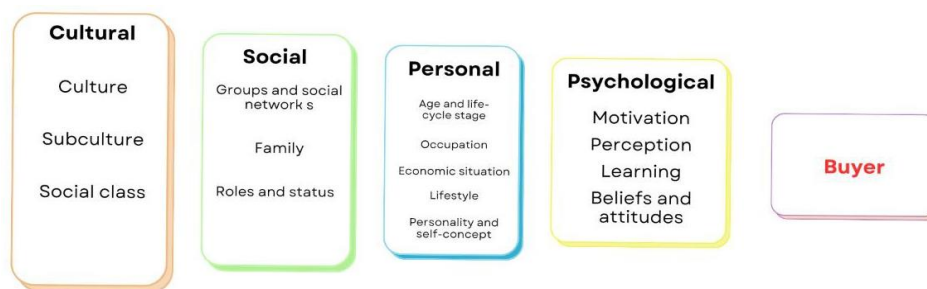 Cultural
Culture
Subculture
Social class
Social
Groups and social
network s
Family
Roles and status
Personal
Age and life-
cycle stage
Occupation
Economic situation
Lifestyle
Personality and
self-concept
Psychological
Motivation
Perception
Learning
Beliefs and
attitudes
Buyer